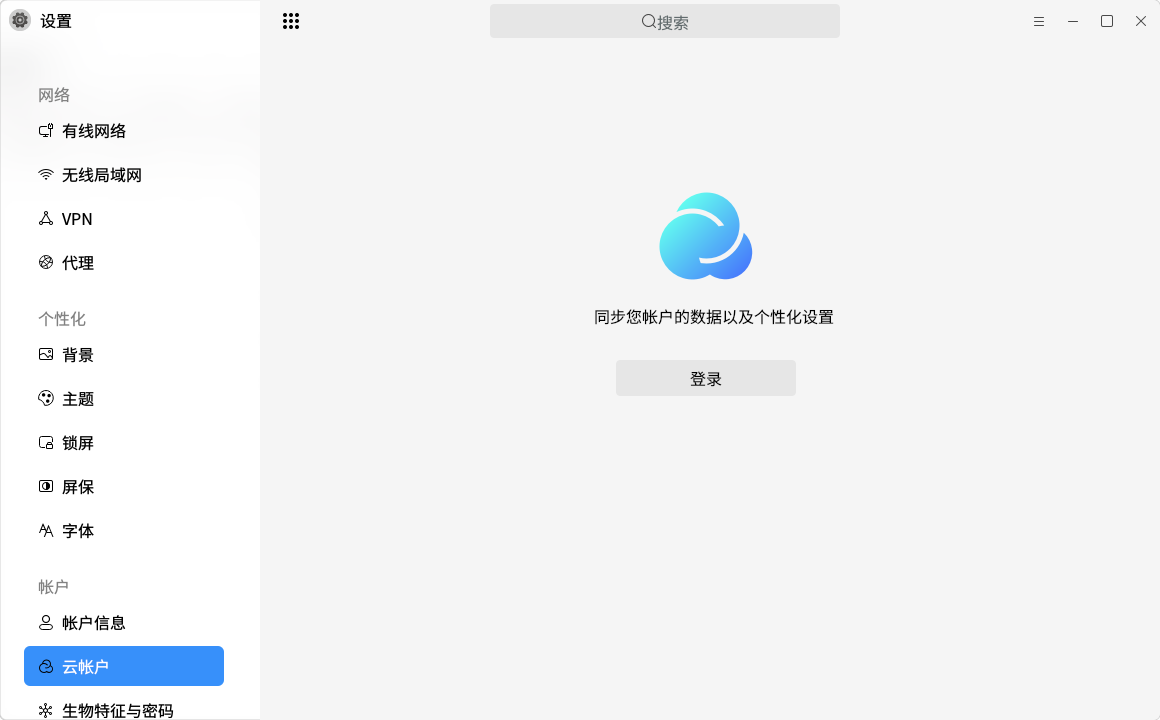 设置
搜索
网络
有线网络
无线局域网
VPN
代理
个性化
背景
主题
锁屏
屏保
字体
帐户
帐户信息
云帐户
生物特征与密码
同步您帐户的数据以及个性化设置
登录